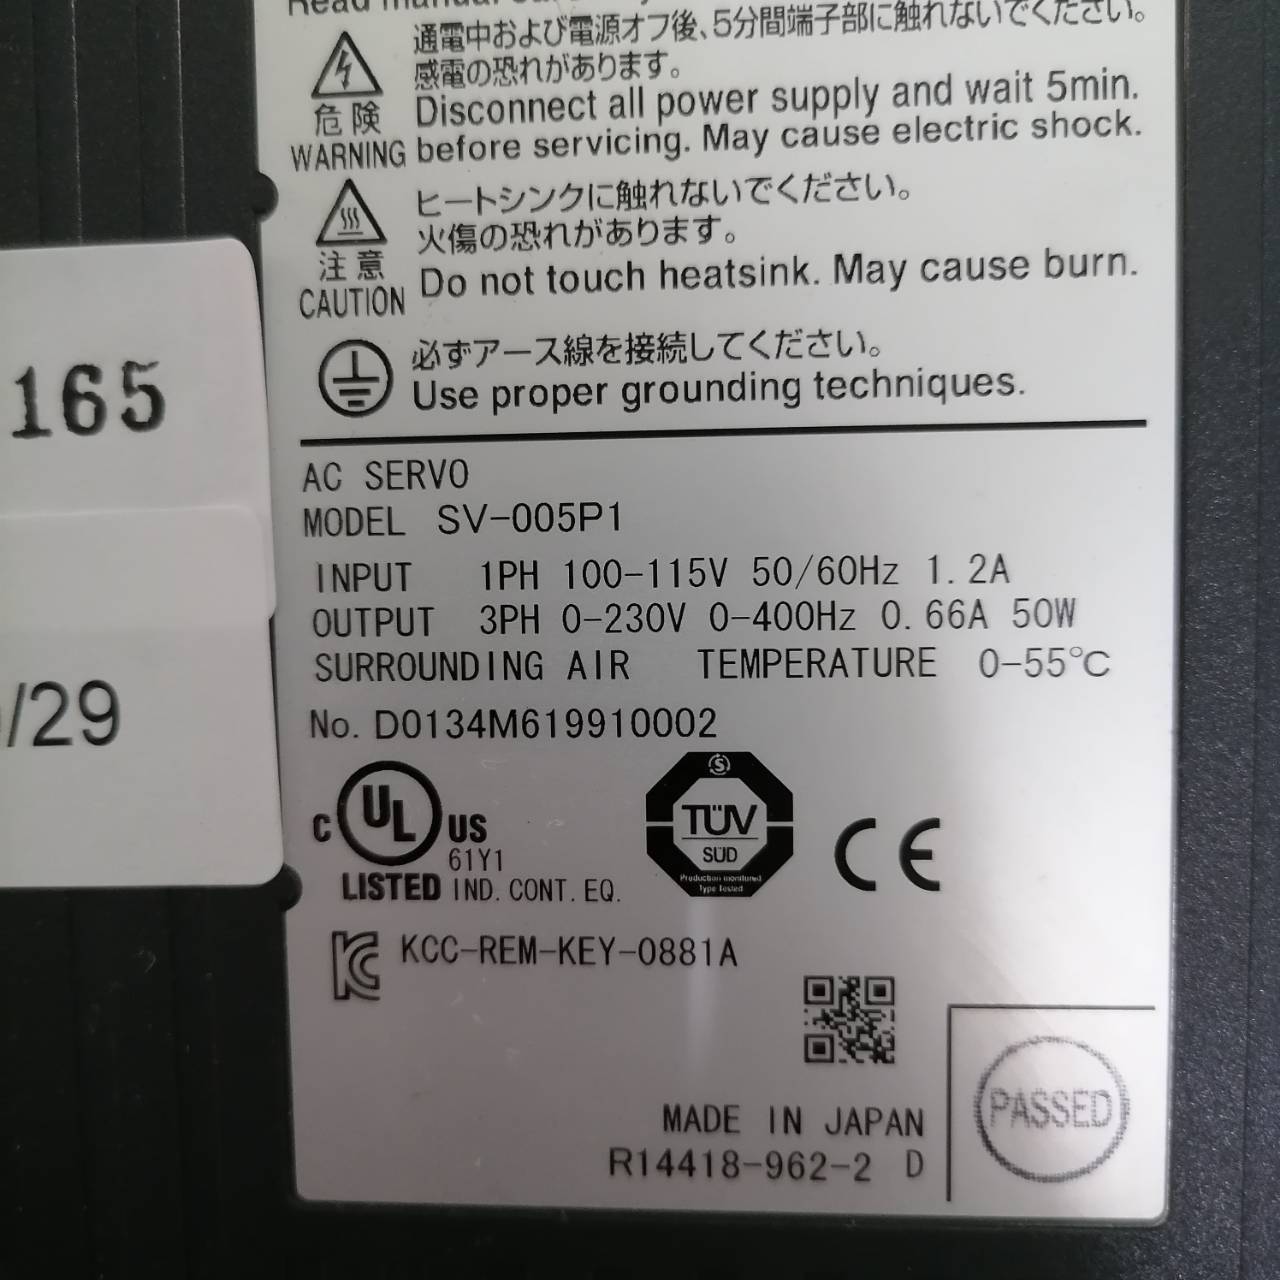 Read manual
通電中および電源オフ後、5分間端子部に触れないでください。
感電の恐れがあります。
危険
WARNING
Disconnect all power supply and wait 5min.
before servicing. May cause electric shock.
ヒートシンクに触れないでください。
火傷の恐れがあります。
注意
CAUTION
Do not touch heatsink. May cause burn.
必ずアース線を接続してください。
Use proper grounding techniques.
165
/29
AC SERVO
MODEL SV-005P1
INPUT 1PH 100-115V 50/60Hz 1.2A
OUTPUT 3PH 0-230V 0-400Hz 0.66A 50W
SURROUNDING AIR TEMPERATURE 0-55℃
No. D0134M619910002
C UL US
61Y1
LISTED IND. CONT. EQ.
TÜV
SÜD
Production monitored
Type tested
CE
KC KCC-REM-KEY-0881A
MADE IN JAPAN
R14418-962-2 D
PASSED